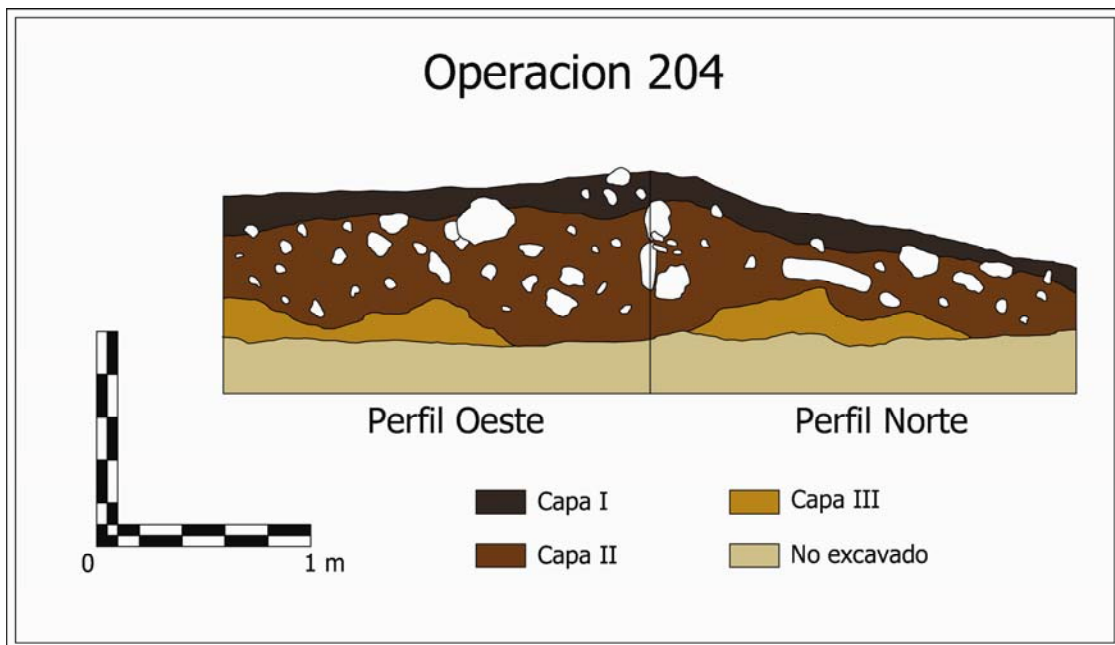 Operacion 204
Perfil Oeste
Perfil Norte
0
1 m
Capa I
Capa III
Capa II
No excavado